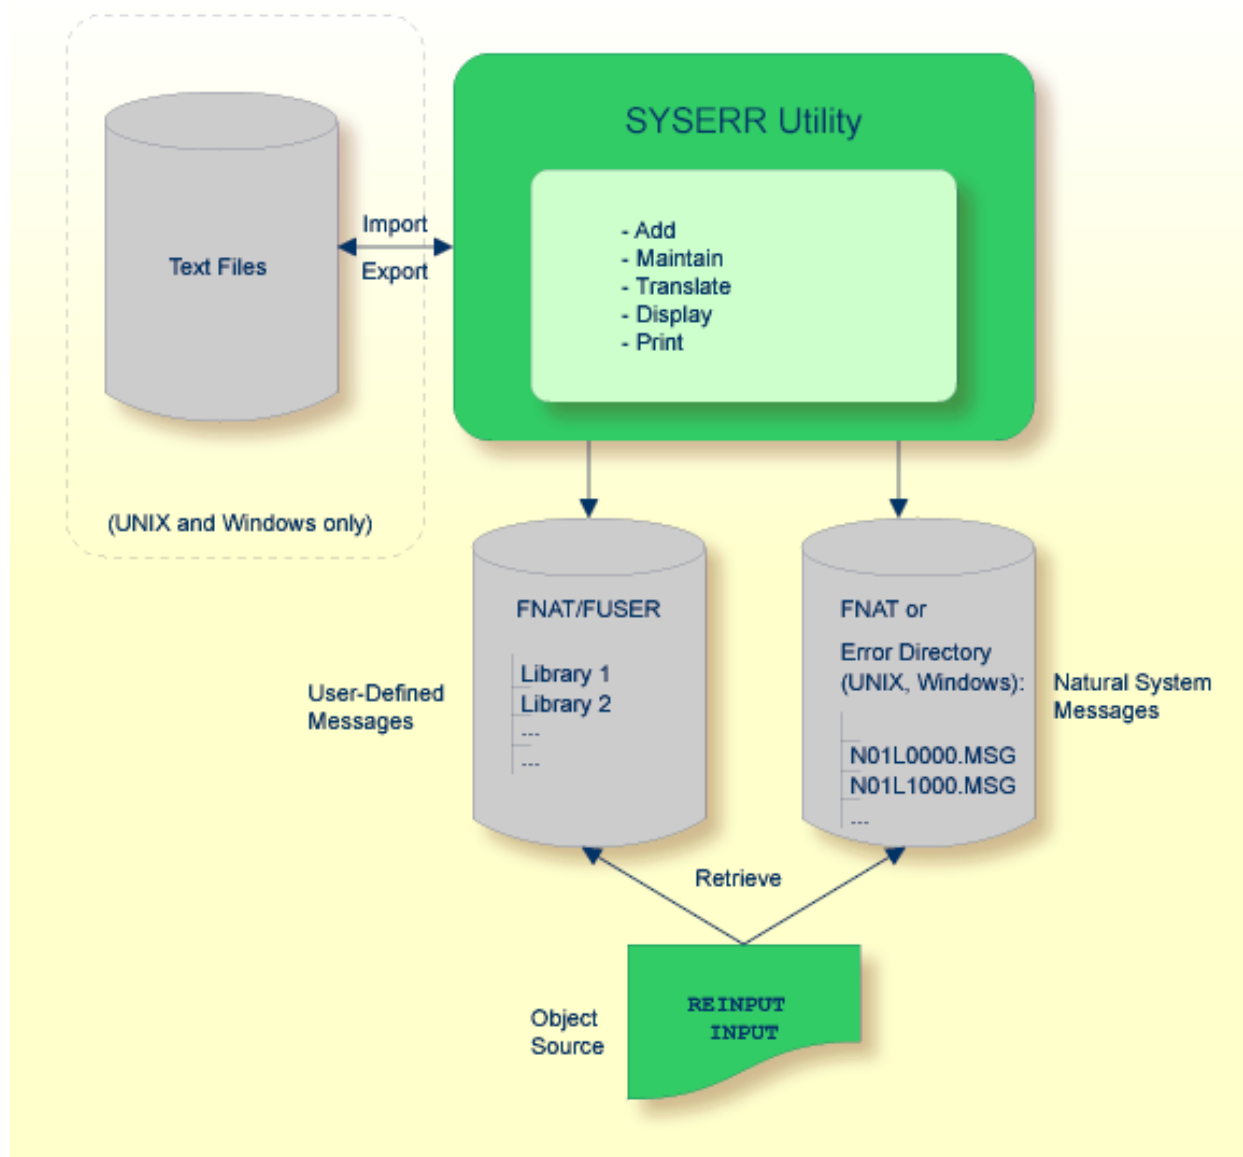 SYSERR Utility
- Add
- Maintain
- Translate
- Display
- Print
Import
Export
Text Files
(UNIX and Windows only)
FNAT/FUSER
Library 1
Library 2
...
...
User-Defined
Messages
FNAT or
Error Directory
(UNIX, Windows):
N01L0000.MSG
N01L1000.MSG
...
Natural System
Messages
Retrieve
REINPUT
INPUT
Object
Source